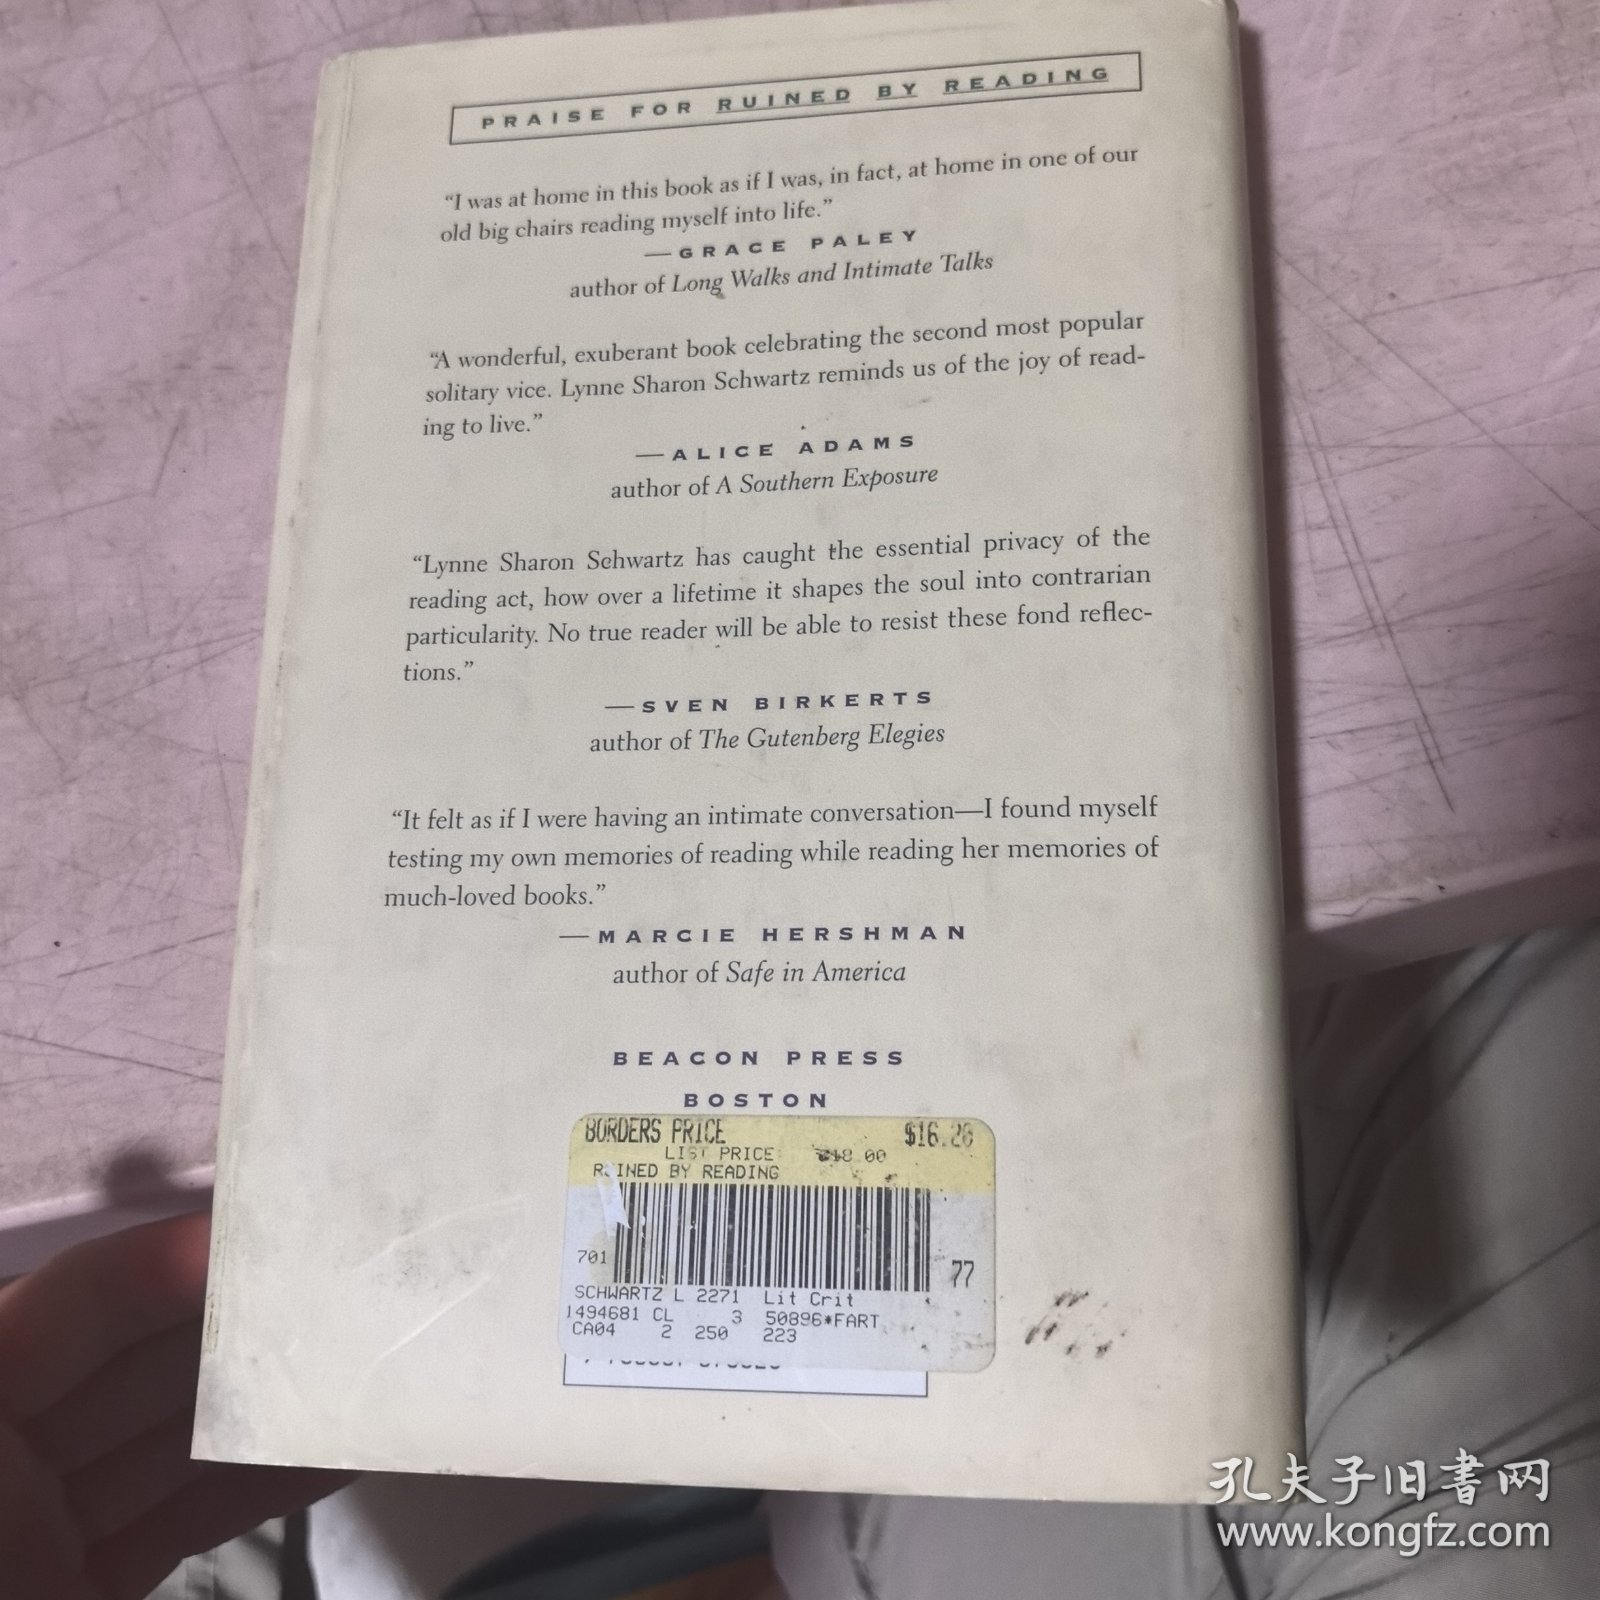 PRAISE FOR RUINED BY READING
“I was at home in this book as if I was, in fact, at home in one of our
old big chairs reading myself into life.”
—GRACE PALEY
author of Long Walks and Intimate Talks
“A wonderful, exuberant book celebrating the second most popular
solitary vice. Lynne Sharon Schwartz reminds us of the joy of read-
ing to live.”
—ALICE ADAMS
author of A Southern Exposure
“Lynne Sharon Schwartz has caught the essential privacy of the
reading act, how over a lifetime it shapes the soul into contrarian
particularity. No true reader will be able to resist these fond reflec-
tions.”
—SVEN BIRKERTS
author of The Gutenberg Elegies
“It felt as if I were having an intimate conversation—I found myself
testing my own memories of reading while reading her memories of
much-loved books.”
—MARCIE HERSHMAN
author of Safe in America
BEACON PRESS
BOSTON
BORDERS PRICE $16.20
LIST PRICE
RUINED BY READING
701
77
SCHWARTZ L 2271 Lit Crit
1494681 CL 3 50896*FART
CA04 2 250 223
孔夫子旧书网
www.kongfz.com